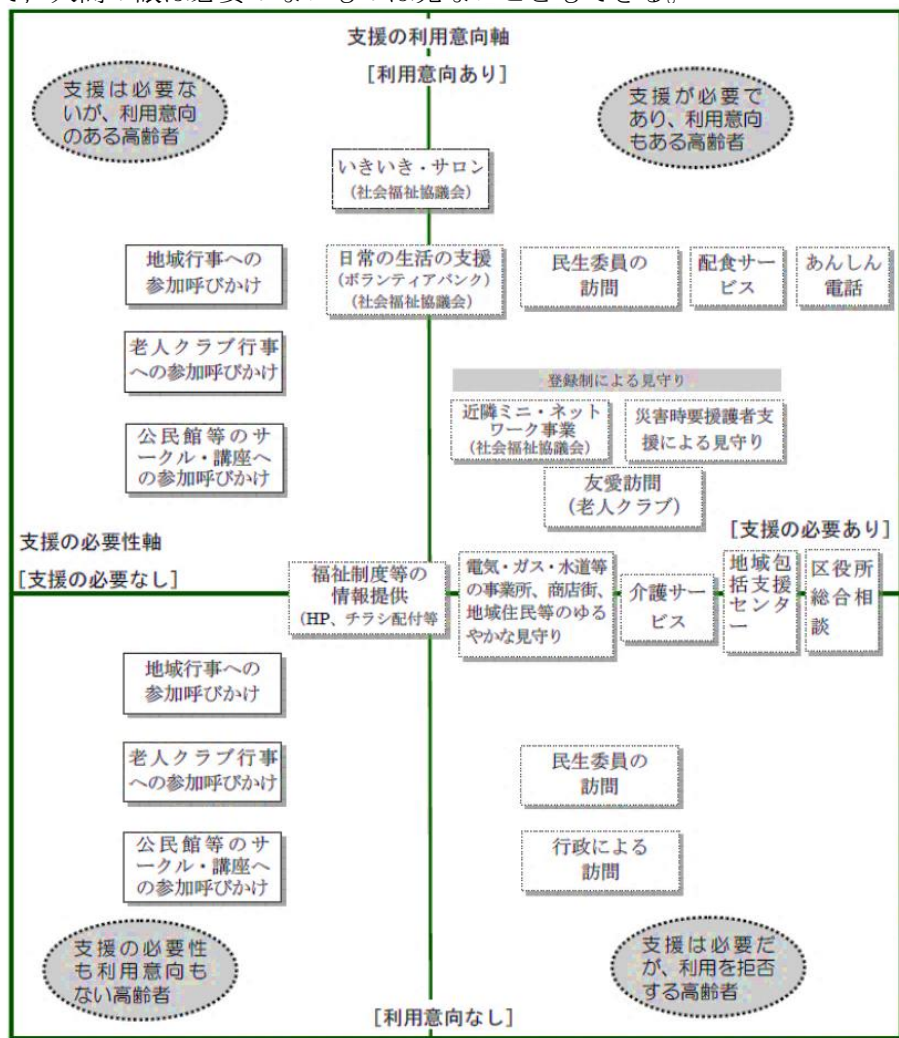 支援の利用意向軸
[利用意向あり]
支援は必要な
いが、利用意向
のある高齢者
支援が必要で
あり、利用意向
もある高齢者
いきいき・サロン
(社会福祉協議会)
地域行事への
参加呼びかけ
日常の生活の支援
(ボランティアバンク)
(社会福祉協議会)
民生委員の
訪問
配食サー
ビス
あんしん
電話
老人クラブ行事
への参加呼びかけ
登録制による見守り
近隣ミニ・ネット
ワーク事業
(社会福祉協議会)
災害時要援護者支
援による見守り
公民館等のサ
ークル・講座へ
の参加呼びかけ
友愛訪問
(老人クラブ)
支援の必要性軸
[支援の必要なし]
[支援の必要あり]
福祉制度等の
情報提供
(HP、チラシ配付等
電気・ガス・水道等
の事業所、商店街、
地域住民等のゆる
やかな見守り
介護サー
ビス
地域包
括支援
センタ
ー
区役所
総合相
談
地域行事への
参加呼びかけ
老人クラブ行事
への参加呼びかけ
民生委員の
訪問
公民館等のサ
ークル・講座へ
の参加呼びかけ
行政による
訪問
支援の必要性
も利用意向も
ない高齢者
支援は必要だ
が、利用を拒否
する高齢者
[利用意向なし]